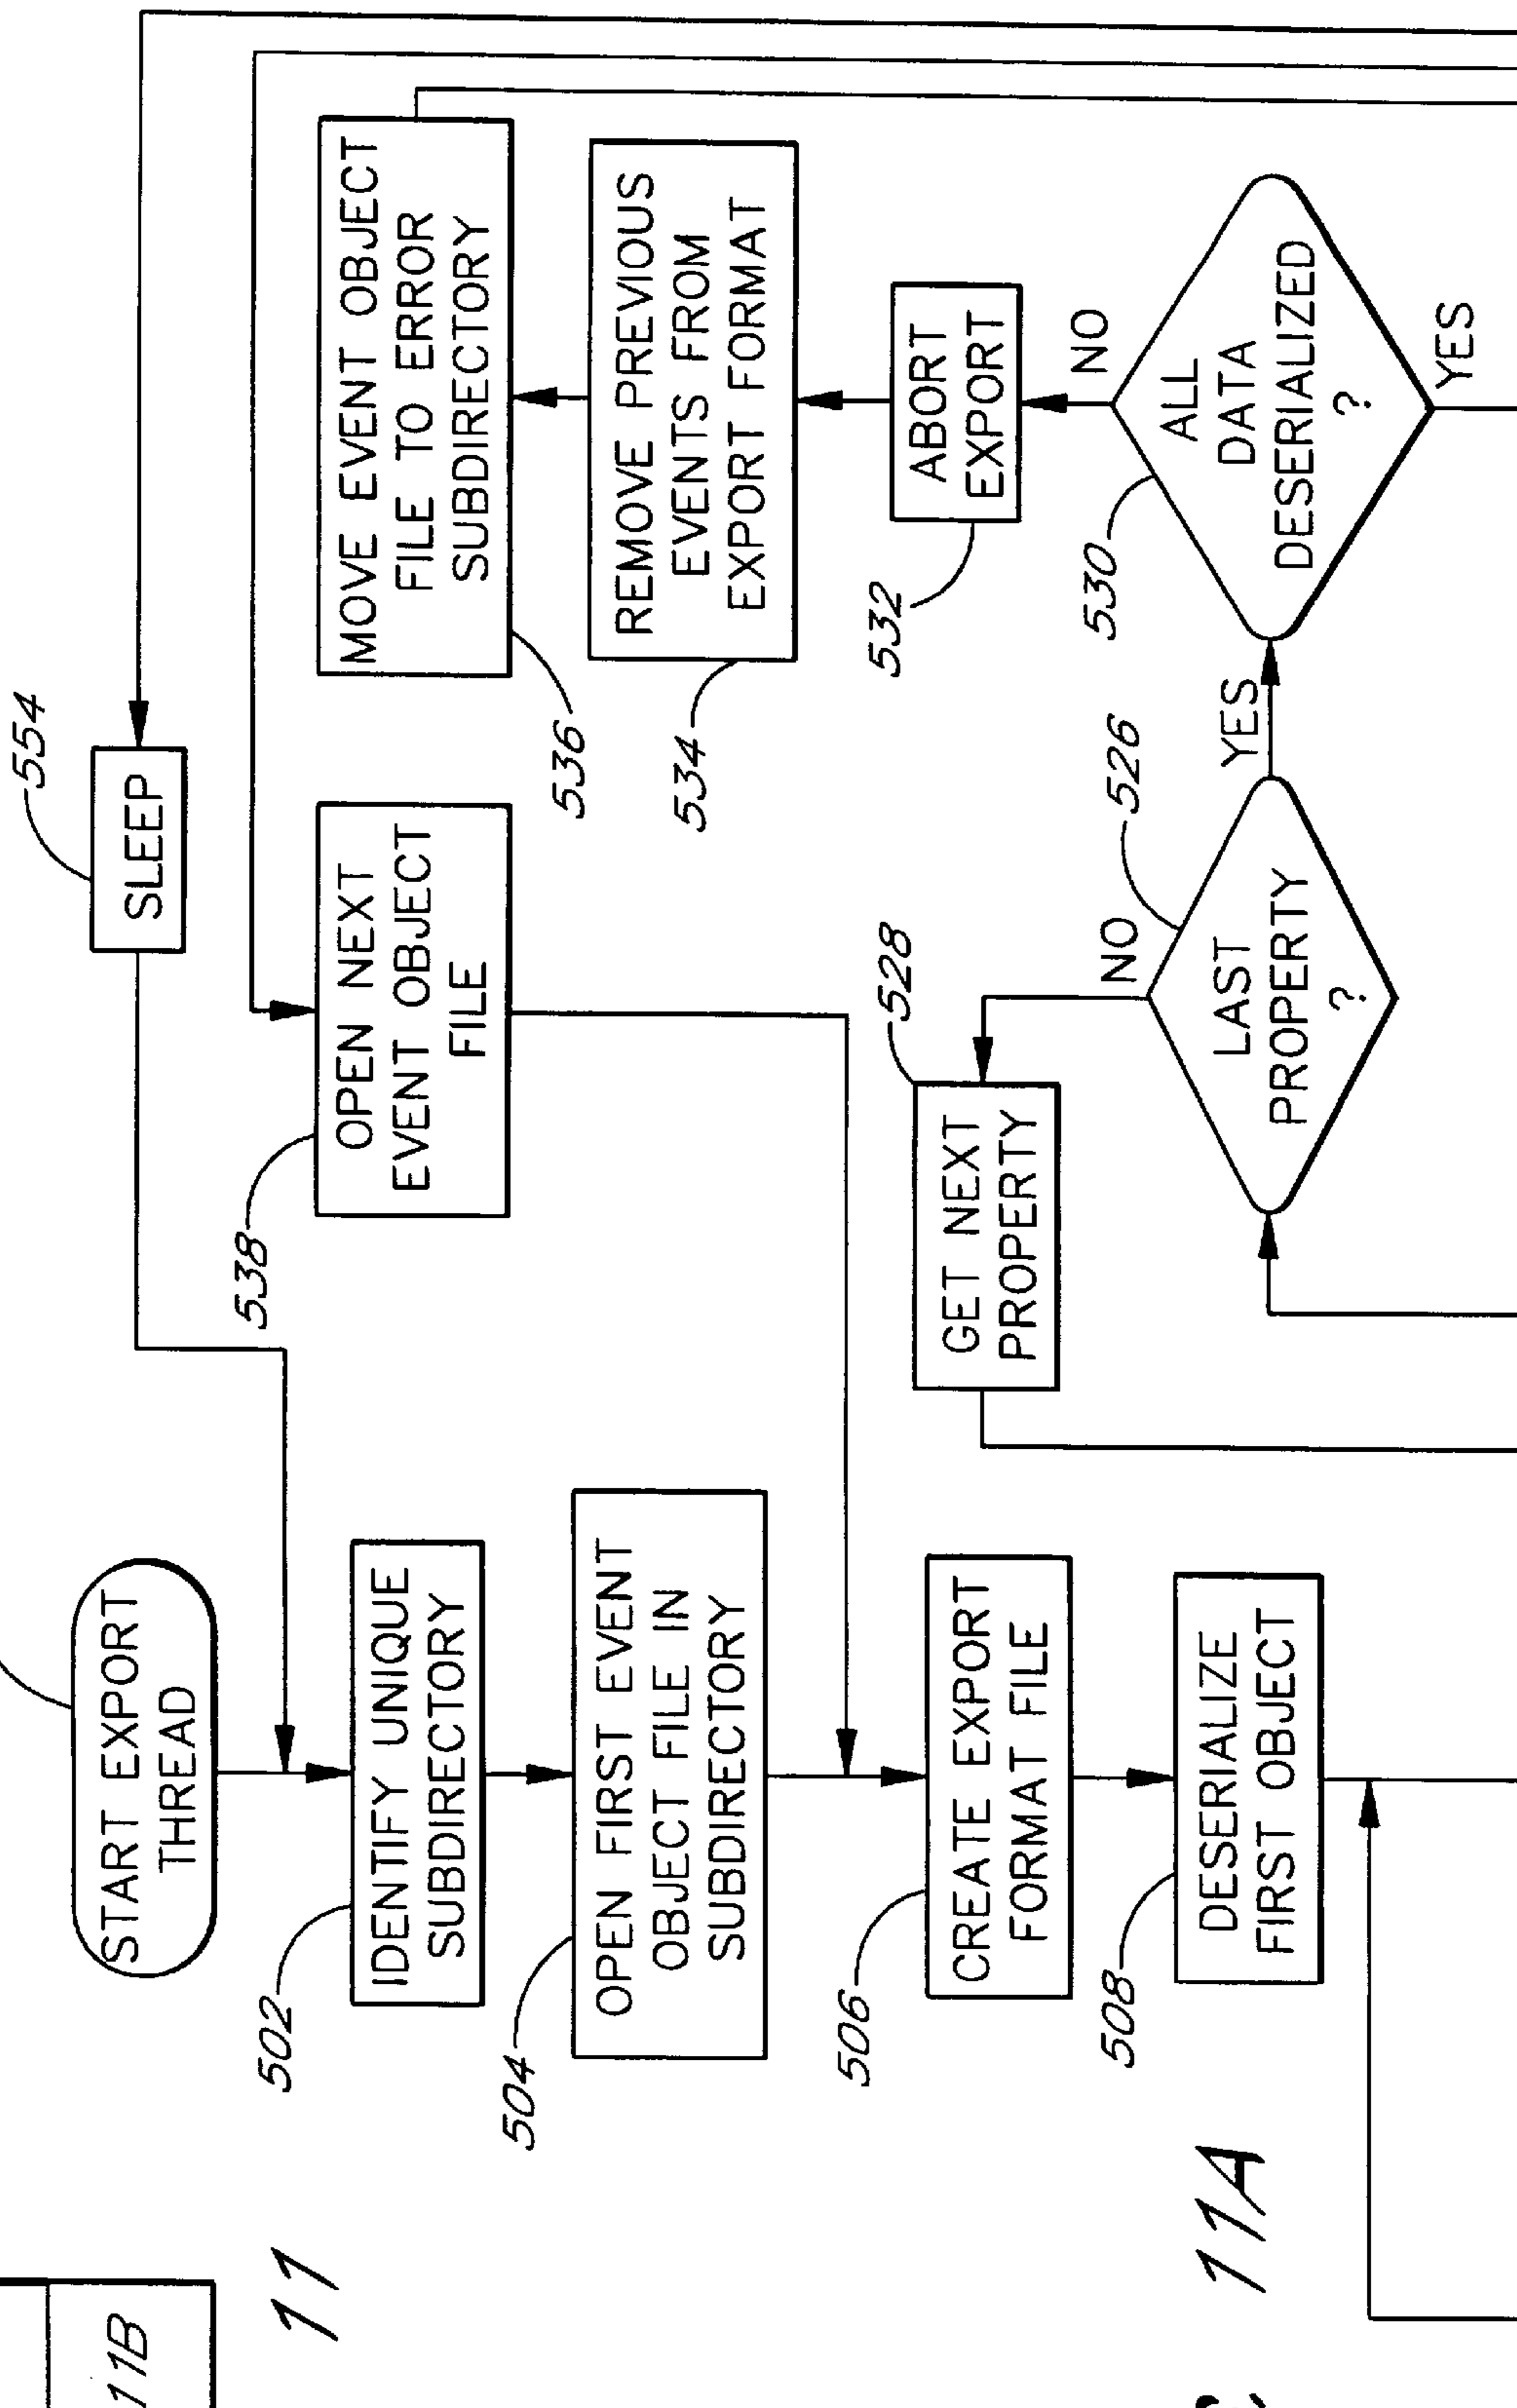 START EXPORT
THREAD
502
IDENTIFY UNIQUE
SUBDIRECTORY
504
OPEN FIRST EVENT
OBJECT FILE IN
SUBDIRECTORY
506
CREATE EXPORT
FORMAT FILE
508
DESERIALIZE
FIRST OBJECT
554
SLEEP
538
OPEN NEXT
EVENT OBJECT
FILE
536
MOVE EVENT OBJECT
FILE TO ERROR
SUBDIRECTORY
534
REMOVE PREVIOUS
EVENTS FROM
EXPORT FORMAT
532
ABORT
EXPORT
NO
530
ALL
DATA
DESERIALIZED
?
YES
528
GET NEXT
PROPERTY
NO
526
LAST
PROPERTY
?
YES
11B
11
11A